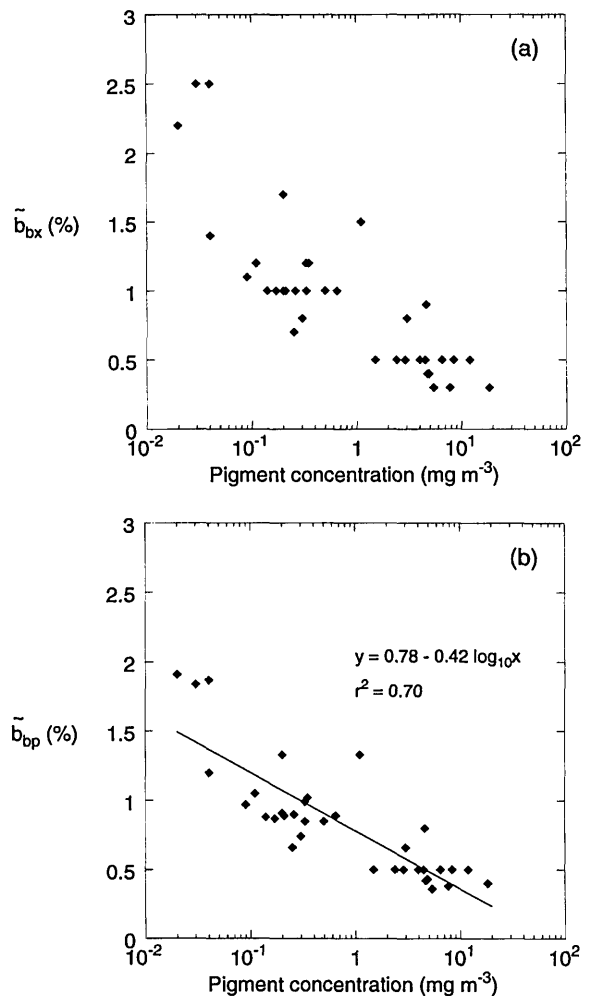 3
(a)
2.5
2
b̃bx (%)
1.5
1
0.5
0
10⁻² 10⁻¹ 1 10¹ 10²
Pigment concentration (mg m⁻³)
3
(b)
2.5
2
y = 0.78 - 0.42 log₁₀x
r² = 0.70
b̃bp (%)
1.5
1
0.5
0
10⁻² 10⁻¹ 1 10¹ 10²
Pigment concentration (mg m⁻³)